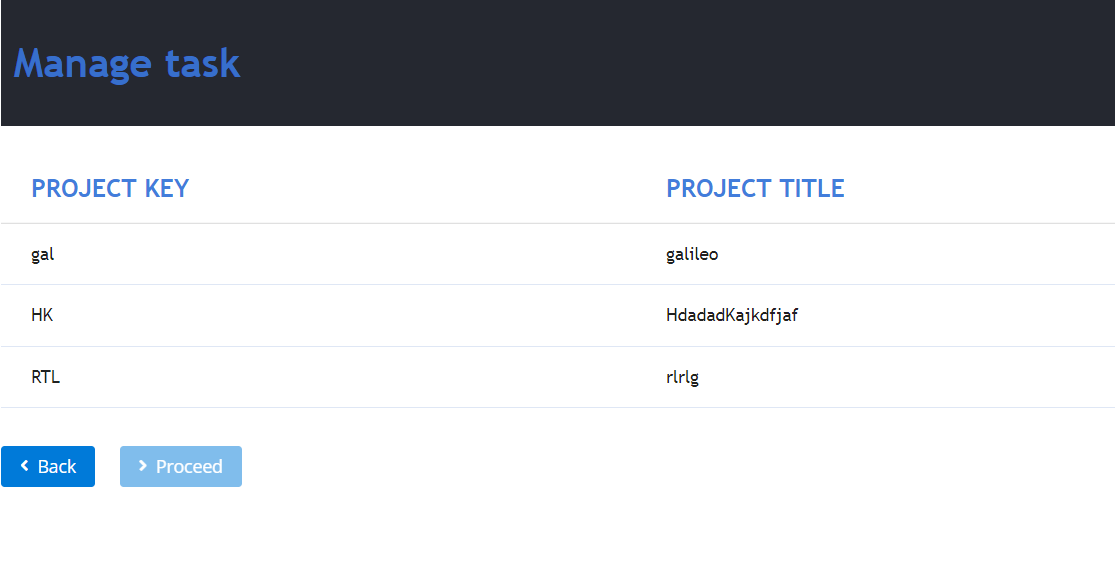 Manage task
PROJECT KEY PROJECT TITLE
gal galileo
HK HdadadKajkdfjaf
RTL rlrlg
Back Proceed